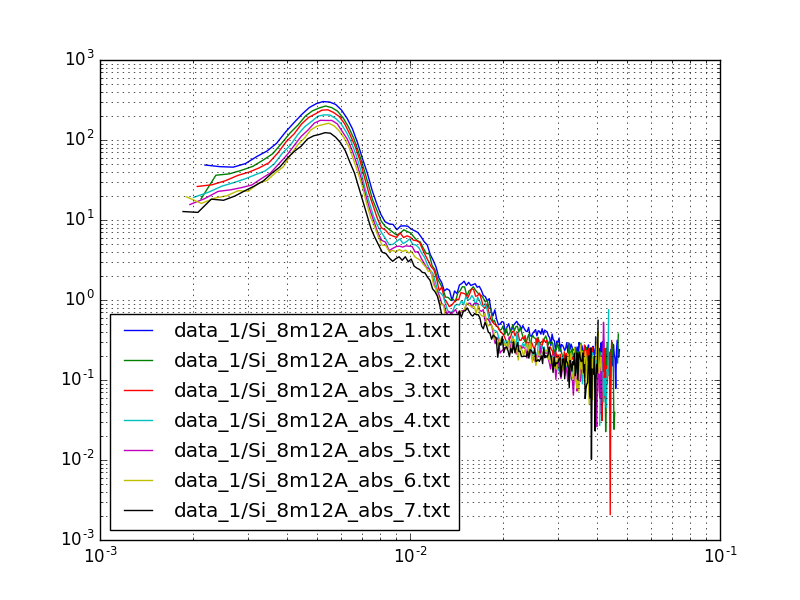 10^3
10^2
10^1
10^0
10^-1
10^-2
10^-3
data_1/Si_8m12A_abs_1.txt
data_1/Si_8m12A_abs_2.txt
data_1/Si_8m12A_abs_3.txt
data_1/Si_8m12A_abs_4.txt
data_1/Si_8m12A_abs_5.txt
data_1/Si_8m12A_abs_6.txt
data_1/Si_8m12A_abs_7.txt
10^-3 10^-2 10^-1